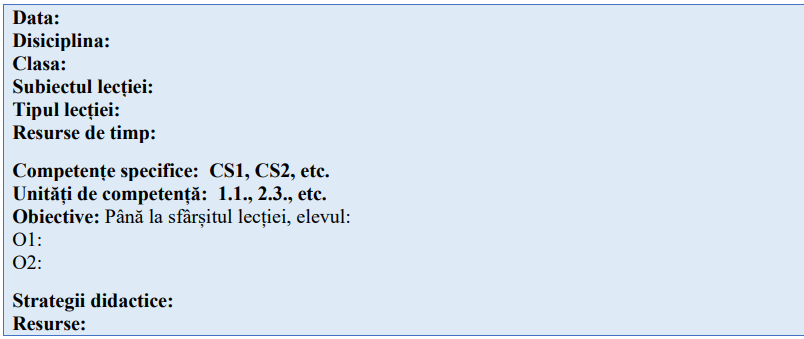 Data:
Disiciplina:
Clasa:
Subiectul lecției:
Tipul lecției:
Resurse de timp:
Competențe specifice: CS1, CS2, etc.
Unități de competență: 1.1., 2.3., etc.
Obiective: Până la sfârșitul lecției, elevul:
O1:
O2:
Strategii didactice:
Resurse: